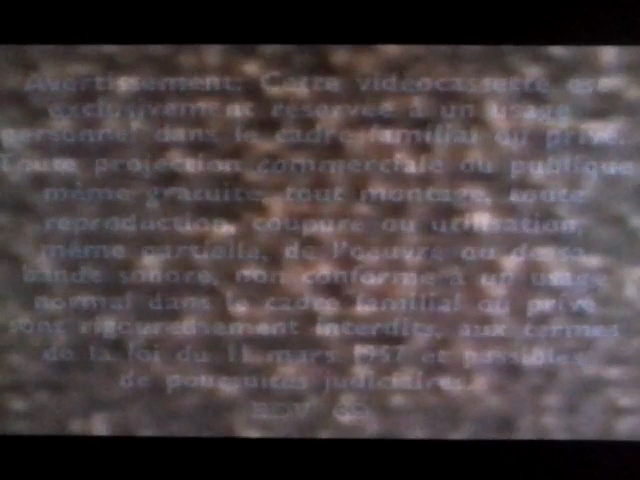 Avertissement: Cette vidéocassette est
exclusivement réservée à un usage
personnel dans le cadre familial ou privé.
Toute projection commerciale ou publique
même gratuite, tout montage, toute
reproduction, coupure ou utilisation,
même partielle, de l'oeuvre ou de sa
bande sonore, non conforme à un usage
normal dans le cadre familial ou privé
sont rigoureusement interdits, aux termes
de la loi du 11 mars 1957 et passibles
de poursuites judiciaires.